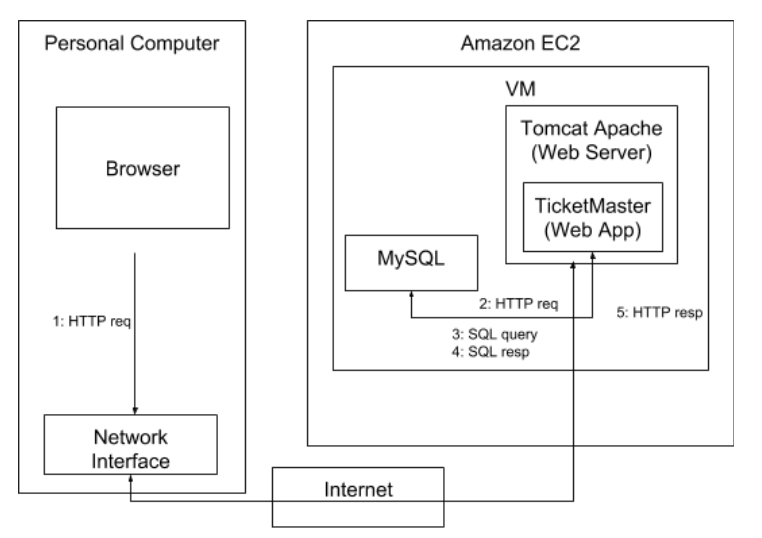 Personal Computer
Browser
1: HTTP req
Network
Interface
Internet
Amazon EC2
VM
Tomcat Apache
(Web Server)
TicketMaster
(Web App)
MySQL
2: HTTP req
3: SQL query
4: SQL resp
5: HTTP resp